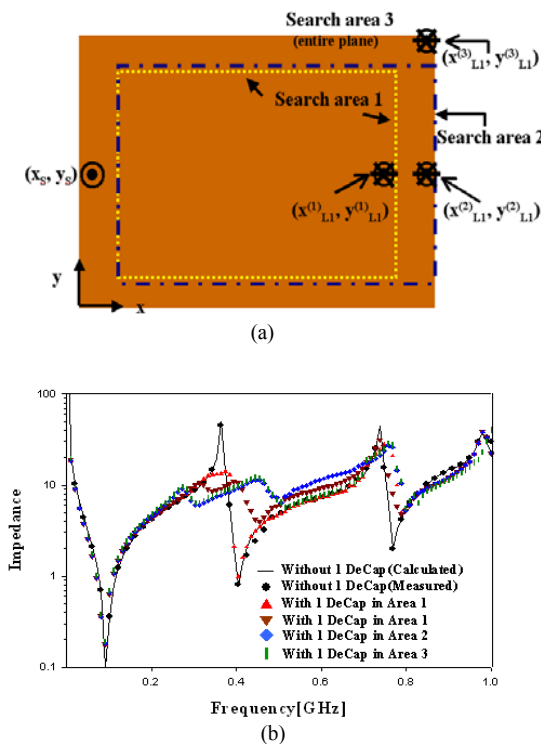 Search area 3
(entire plane)
(x⁽³⁾L1, y⁽³⁾L1)
Search area 1
Search area 2
(xS, yS)
(x⁽¹⁾L1, y⁽¹⁾L1)
(x⁽²⁾L1, y⁽²⁾L1)
y
x
(a)
100
10
1
0.1
Impedance
Without 1 DeCap(Calculated)
Without 1 DeCap(Measured)
With 1 DeCap in Area 1
With 1 DeCap in Area 1
With 1 DeCap in Area 2
With 1 DeCap in Area 3
0.2 0.4 0.6 0.8 1.0
Frequency[GHz]
(b)